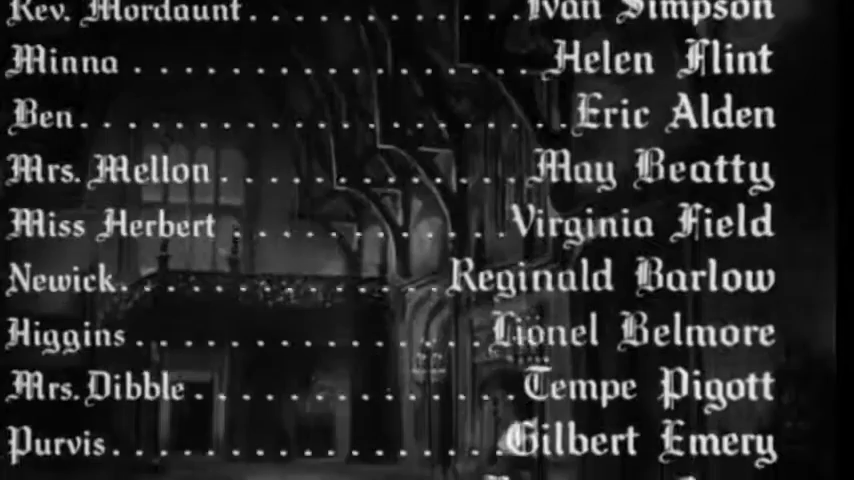 Rev. Mordaunt. . . . . . . . . . . .Ivan Simpson
Minna . . . . . . . . . . . . . . . . .Helen Flint
Ben. . . . . . . . . . . . . . . . . . . . .Eric Alden
Mrs. Mellon . . . . . . . . . . . . .May Beatty
Miss Herbert . . . . . . . . . . . .Virginia Field
Newick. . . . . . . . . . . . . .Reginald Barlow
Higgins . . . . . . . . . . . . . . .Lionel Belmore
Mrs. Dibble . . . . . . . . . . . . . .Tempe Pigott
Purvis. . . . . . . . . . . . . . . . .Gilbert Emery